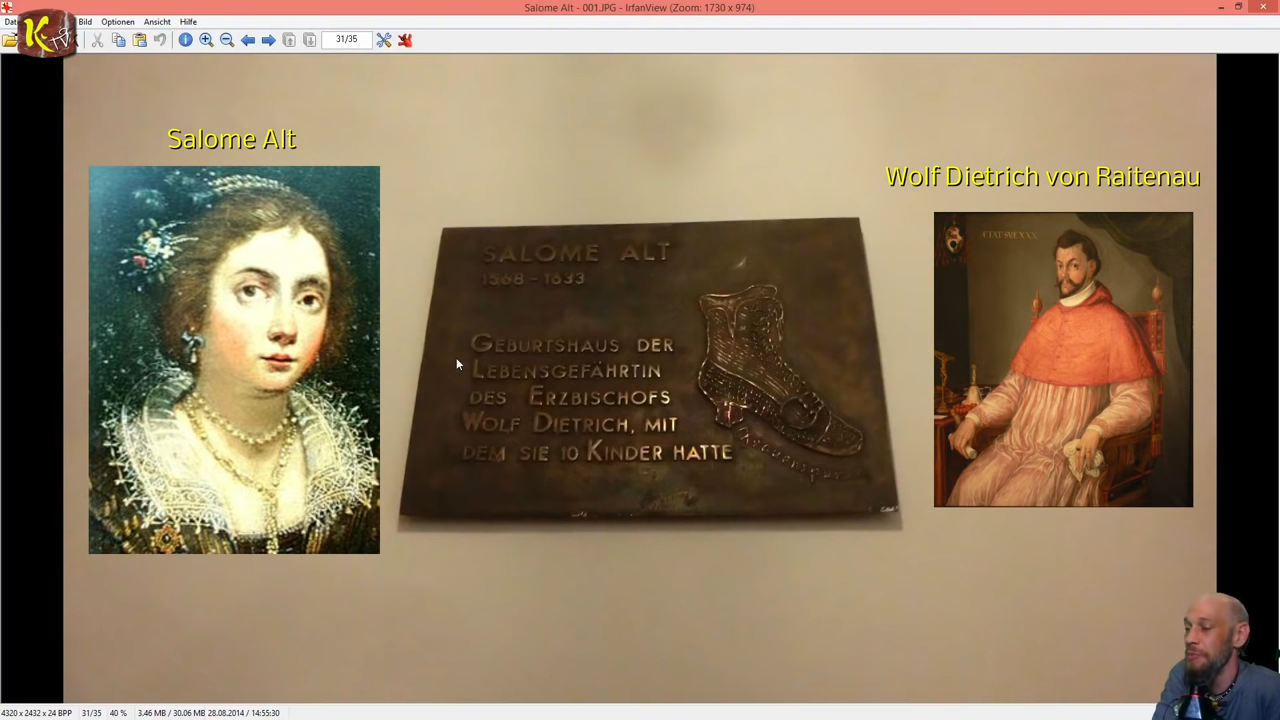 Salome Alt - 001.JPG - IrfanView (Zoom: 1730 x 974)
Bild Optionen Ansicht Hilfe
31/35
Salome Alt
Wolf Dietrich von Raitenau
SALOME ALT
1568 - 1633
GEBURTSHAUS DER
LEBENSGEFÄHRTIN
DES ERZBISCHOFS
WOLF DIETRICH, MIT
DEM SIE 10 KINDER HATTE
Frauenspuren
4320 x 2432 x 24 BPP 31/35 40 % 3.46 MB / 30.06 MB 28.08.2014 / 14:55:30